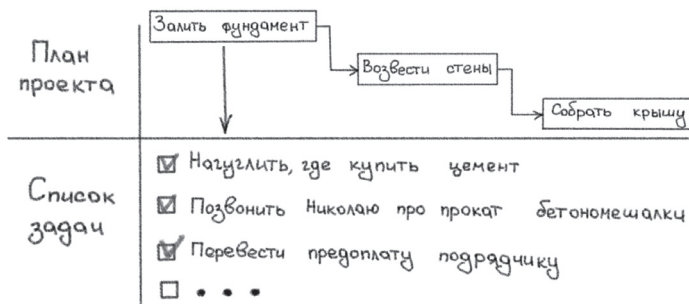 План
проекта
Залить фундамент
Возвести стены
Собрать крышу
Список
задач
Нагуглить, где купить цемент
Позвонить Николаю про прокат бетономешалки
Перевести предоплату подрядчику
• • •